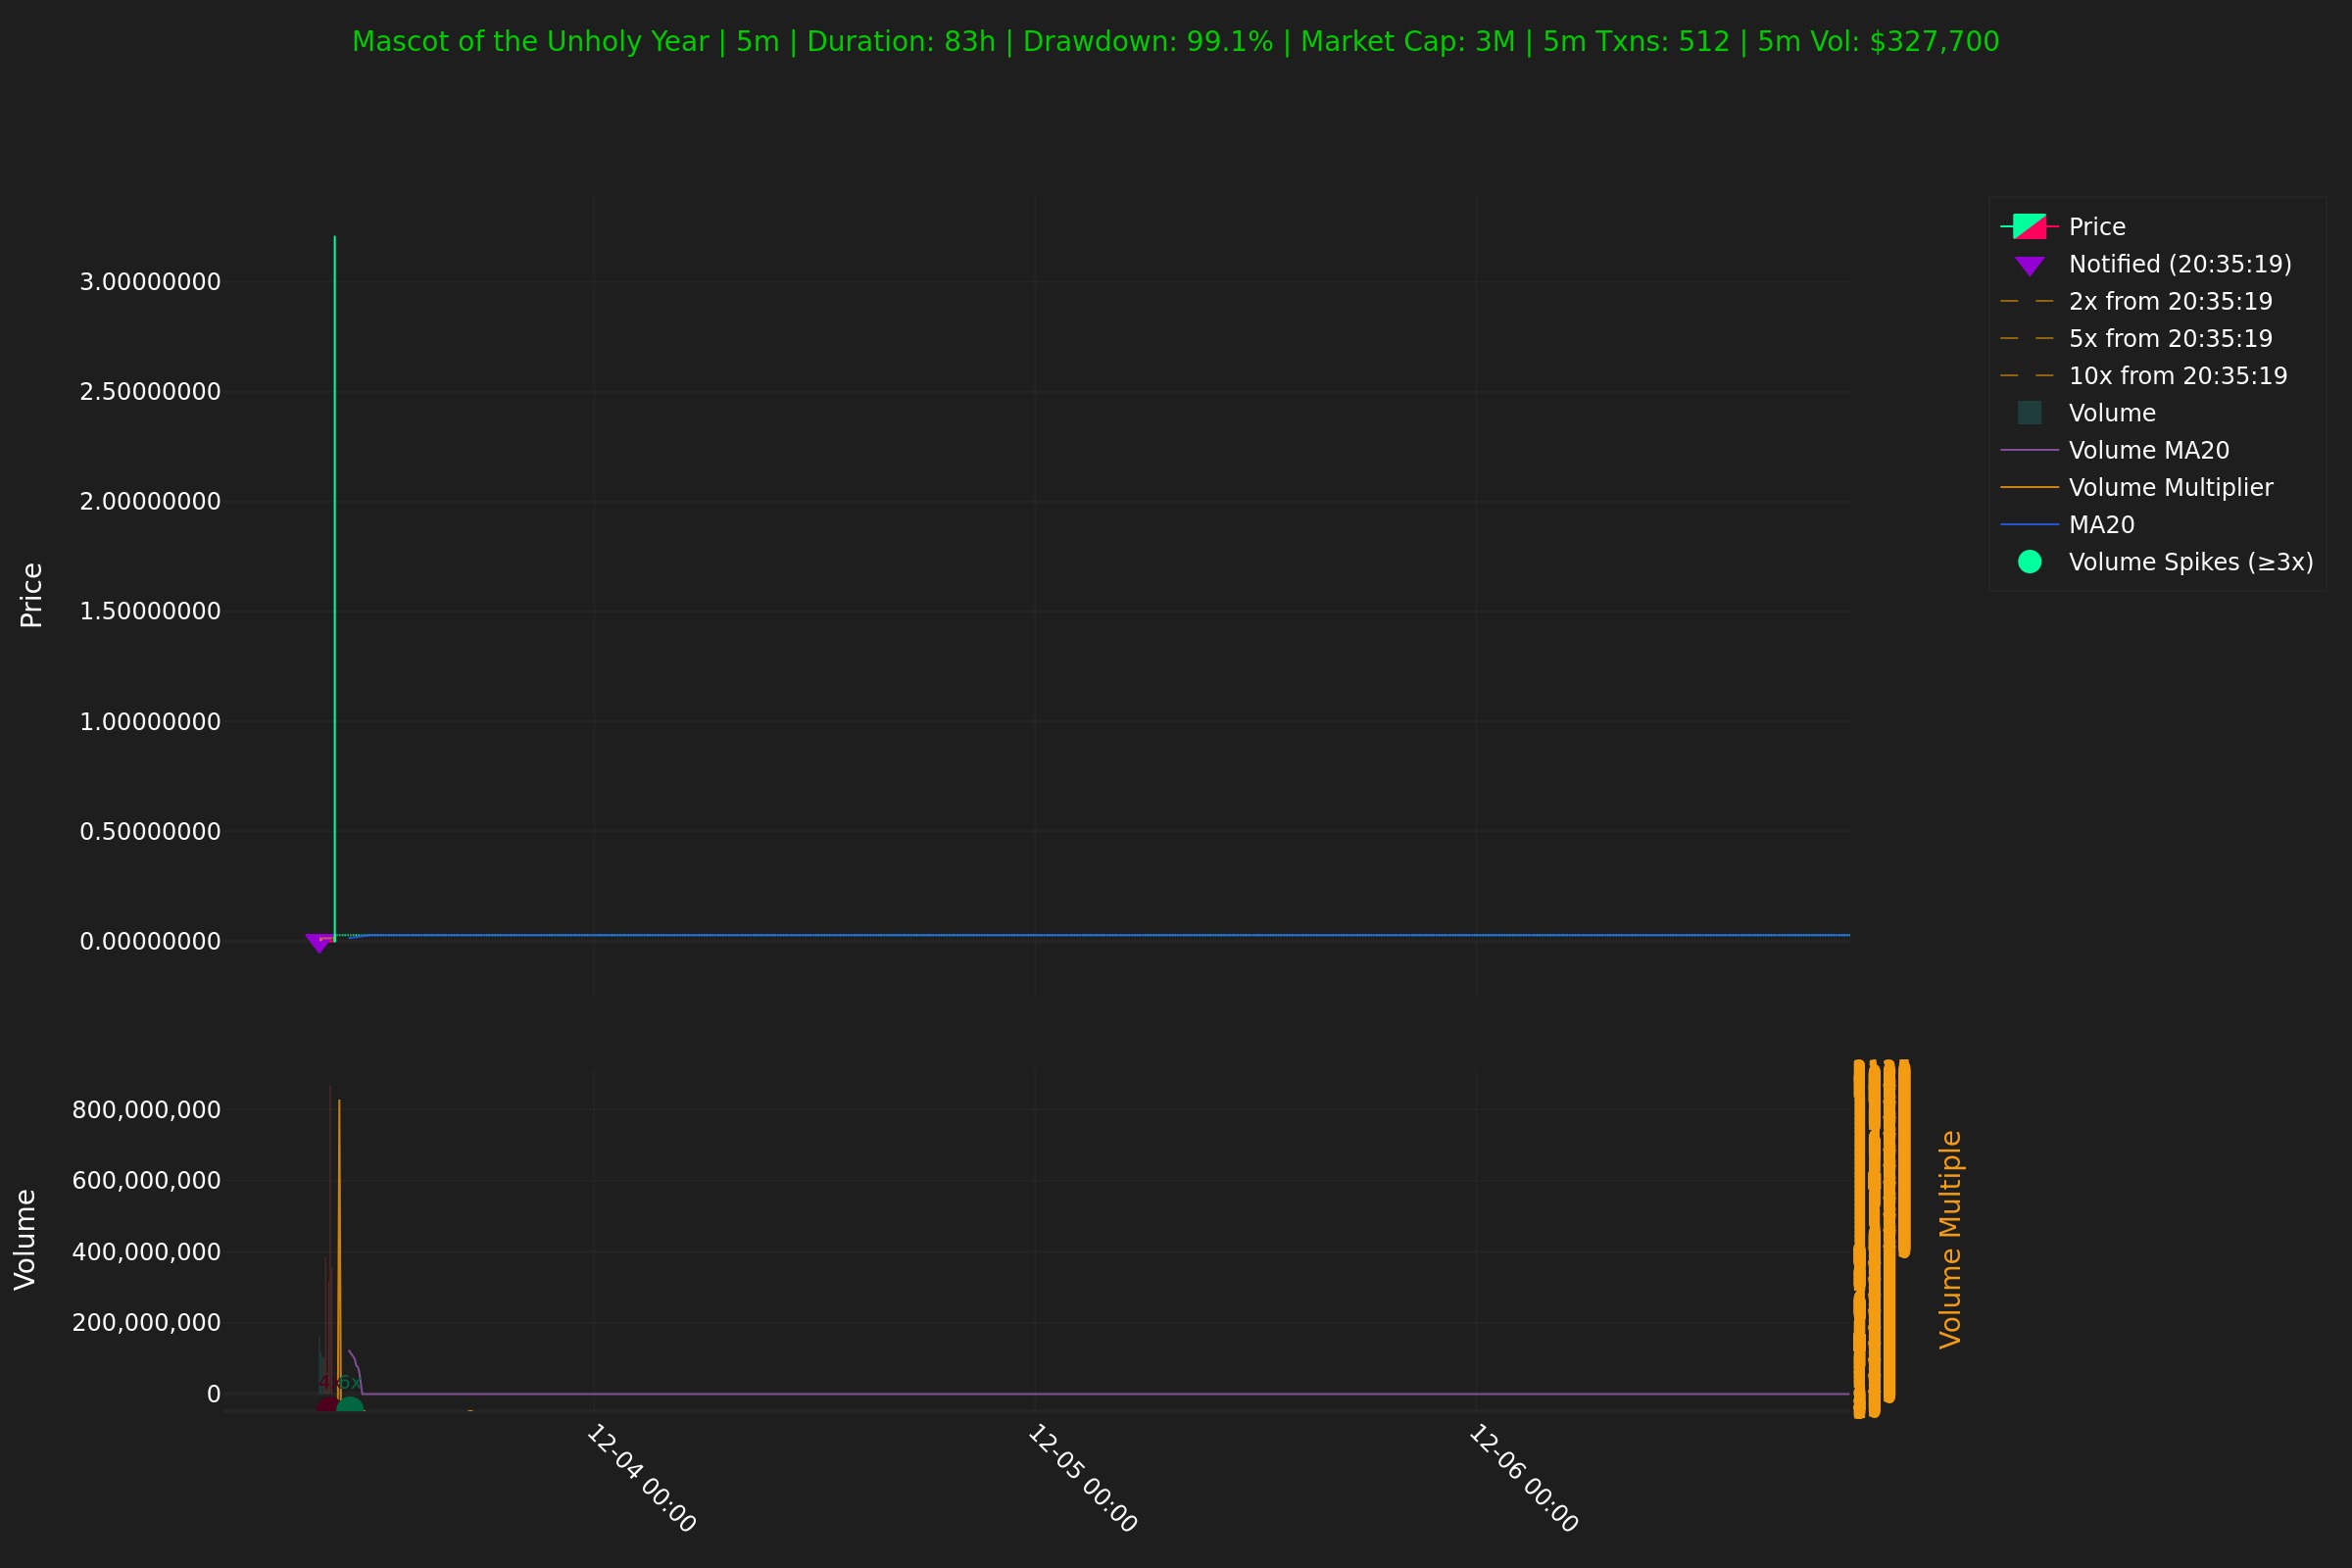 Mascot of the Unholy Year | 5m | Duration: 83h | Drawdown: 99.1% | Market Cap: 3M | 5m Txns: 512 | 5m Vol: $327,700
Price
3.00000000
2.50000000
2.00000000
1.50000000
1.00000000
0.50000000
0.00000000
Price
Notified (20:35:19)
2x from 20:35:19
5x from 20:35:19
10x from 20:35:19
Volume
Volume MA20
Volume Multiplier
MA20
Volume Spikes (≥3x)
Volume
800,000,000
600,000,000
400,000,000
200,000,000
0
6x
Volume Multiple
12-04 00:00
12-05 00:00
12-06 00:00